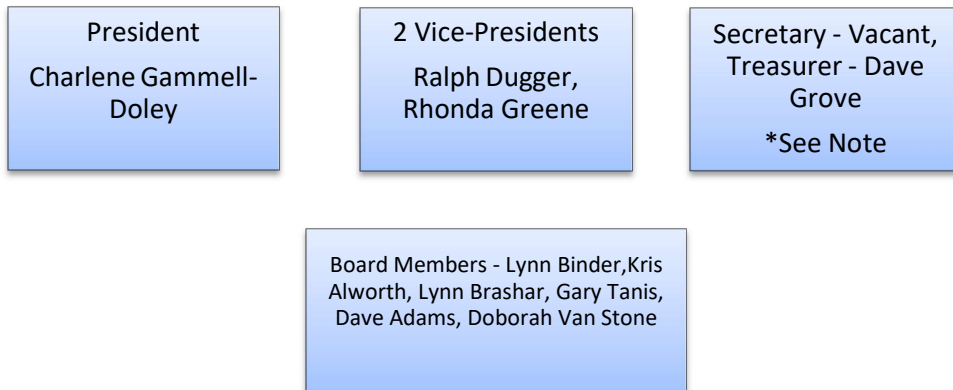 President
Charlene Gammell-
Doley
2 Vice-Presidents
Ralph Dugger,
Rhonda Greene
Secretary - Vacant,
Treasurer - Dave
Grove
*See Note
Board Members - Lynn Binder,Kris
Alworth, Lynn Brashar, Gary Tanis,
Dave Adams, Doborah Van Stone